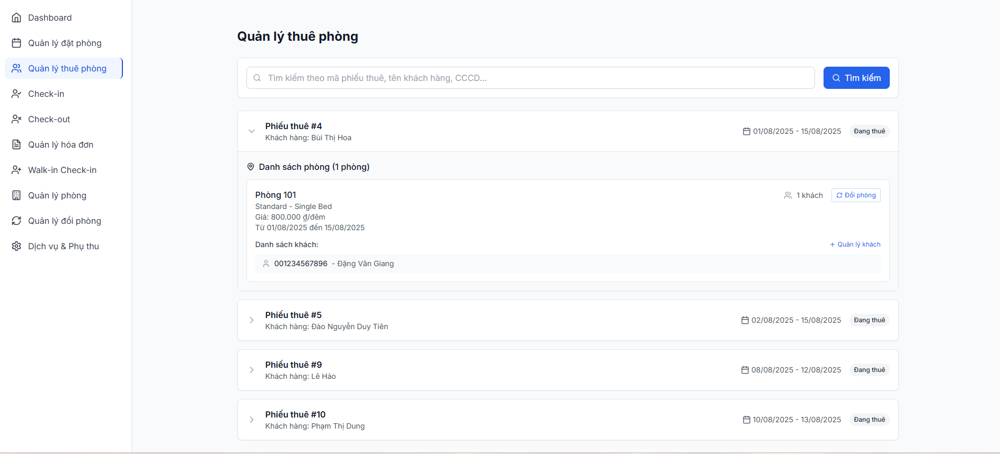 Dashboard
Quản lý đặt phòng
Quản lý thuê phòng
Check-in
Check-out
Quản lý hóa đơn
Walk-in Check-in
Quản lý phòng
Quản lý đổi phòng
Dịch vụ & Phụ thu
Quản lý thuê phòng
Tìm kiếm theo mã phiếu thuê, tên khách hàng, CCCD...
Tìm kiếm
Phiếu thuê #4
Khách hàng: Bùi Thị Hoa
01/08/2025 - 15/08/2025
Đang thuê
Danh sách phòng (1 phòng)
Phòng 101
Standard - Single Bed
Giá: 800.000 ₫/đêm
Từ 01/08/2025 đến 15/08/2025
1 khách
Đổi phòng
Danh sách khách:
+ Quản lý khách
001234567896 - Đặng Văn Giang
Phiếu thuê #5
Khách hàng: Đào Nguyễn Duy Tiên
02/08/2025 - 15/08/2025
Đang thuê
Phiếu thuê #9
Khách hàng: Lê Hảo
08/08/2025 - 12/08/2025
Đang thuê
Phiếu thuê #10
Khách hàng: Phạm Thị Dung
10/08/2025 - 13/08/2025
Đang thuê